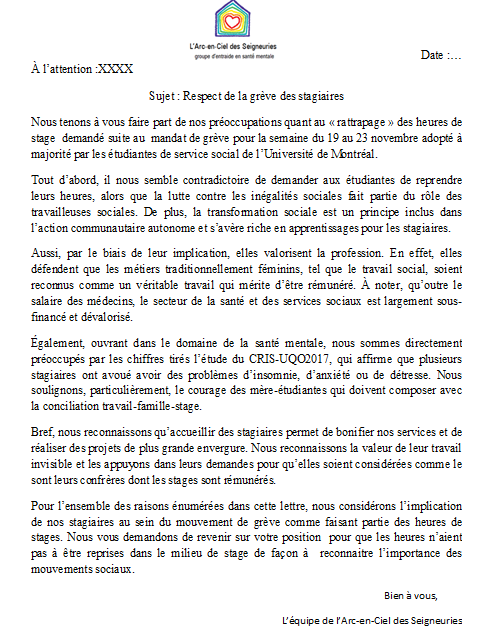 L'Arc-en-Ciel des Seigneuries
groupe d'entraide en santé mentale
Date :…
À l'attention :XXXX
Sujet : Respect de la grève des stagiaires
Nous tenons à vous faire part de nos préoccupations quant au « rattrapage » des heures de
stage demandé suite au mandat de grève pour la semaine du 19 au 23 novembre adopté à
majorité par les étudiantes de service social de l'Université de Montréal.
Tout d'abord, il nous semble contradictoire de demander aux étudiantes de reprendre
leurs heures, alors que la lutte contre les inégalités sociales fait partie du rôle des
travailleuses sociales. De plus, la transformation sociale est un principe inclus dans
l'action communautaire autonome et s'avère riche en apprentissages pour les stagiaires.
Aussi, par le biais de leur implication, elles valorisent la profession. En effet, elles
défendent que les métiers traditionnellement féminins, tel que le travail social, soient
reconnus comme un véritable travail qui mérite d'être rémunéré. À noter, qu'outre le
salaire des médecins, le secteur de la santé et des services sociaux est largement sous-
financé et dévalorisé.
Également, ouvrant dans le domaine de la santé mentale, nous sommes directement
préoccupés par les chiffres tirés l'étude du CRIS-UQO2017, qui affirme que plusieurs
stagiaires ont avoué avoir des problèmes d'insomnie, d'anxiété ou de détresse. Nous
soulignons, particulièrement, le courage des mère-étudiantes qui doivent composer avec
la conciliation travail-famille-stage.
Bref, nous reconnaissons qu'accueillir des stagiaires permet de bonifier nos services et de
réaliser des projets de plus grande envergure. Nous reconnaissons la valeur de leur travail
invisible et les appuyons dans leurs demandes pour qu'elles soient considérées comme le
sont leurs confrères dont les stages sont rémunérés.
Pour l'ensemble des raisons énumérées dans cette lettre, nous considérons l'implication
de nos stagiaires au sein du mouvement de grève comme faisant partie des heures de
stages. Nous vous demandons de revenir sur votre position pour que les heures n'aient
pas à être reprises dans le milieu de stage de façon à reconnaitre l'importance des
mouvements sociaux.
Bien à vous,
L'équipe de l'Arc-en-Ciel des Seigneuries